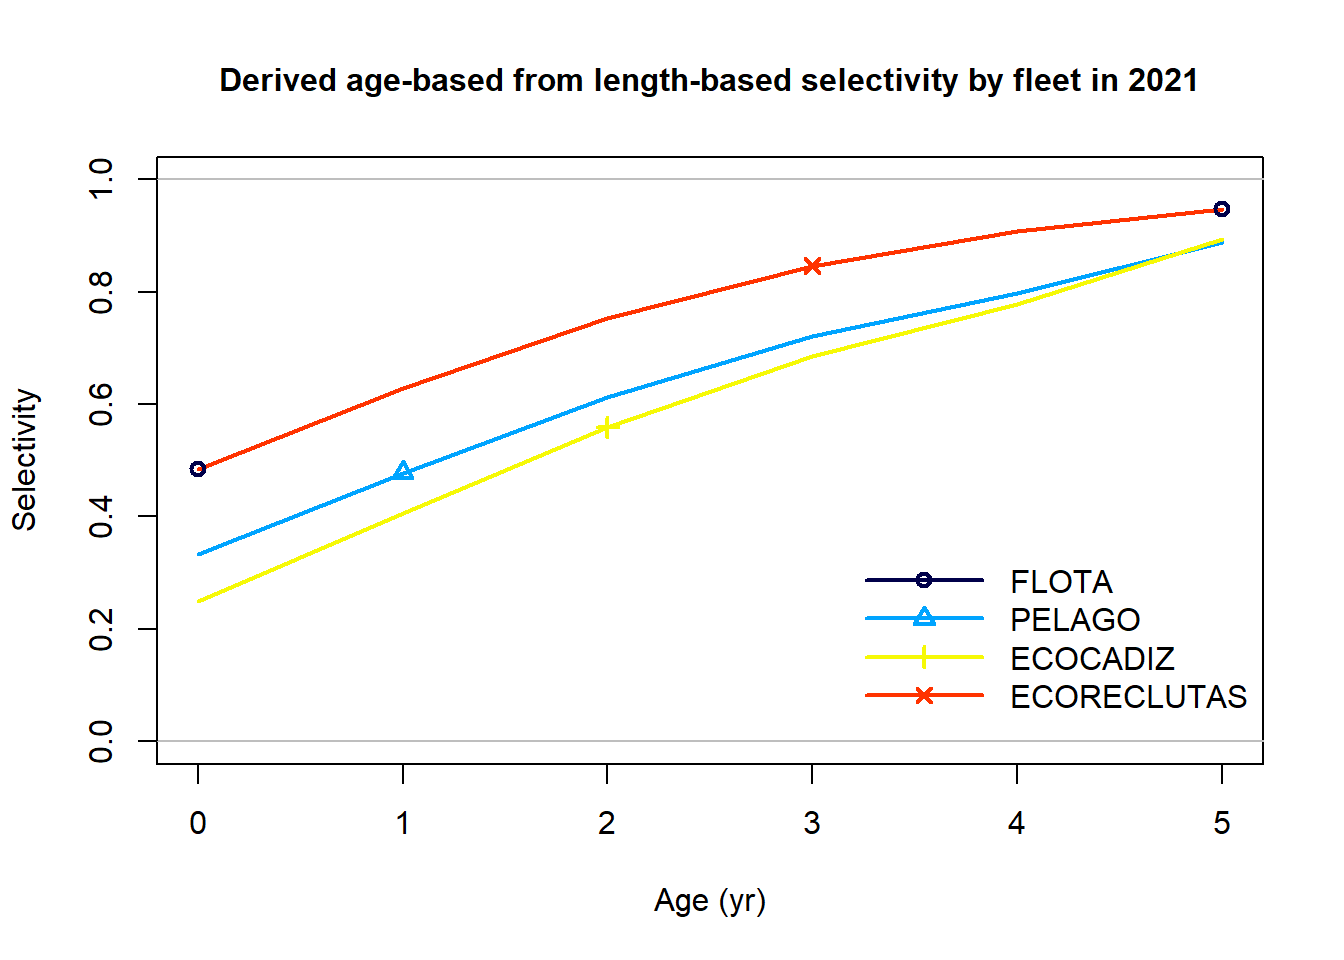 Derived age-based from length-based selectivity by fleet in 2021
Selectivity
1.0
0.8
0.6
0.4
0.2
0.0
FLOTA
PELAGO
ECOCADIZ
ECORECLUTAS
0 1 2 3 4 5
Age (yr)